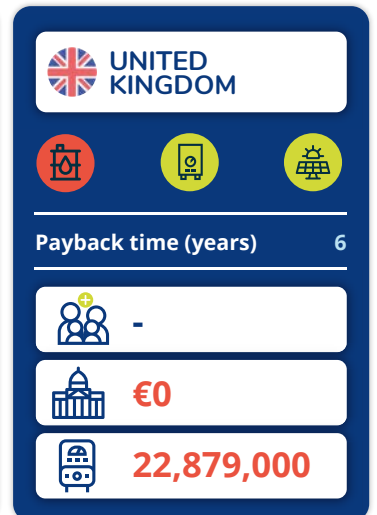 UNITED
KINGDOM
Payback time (years) 6
-
€0
22,879,000